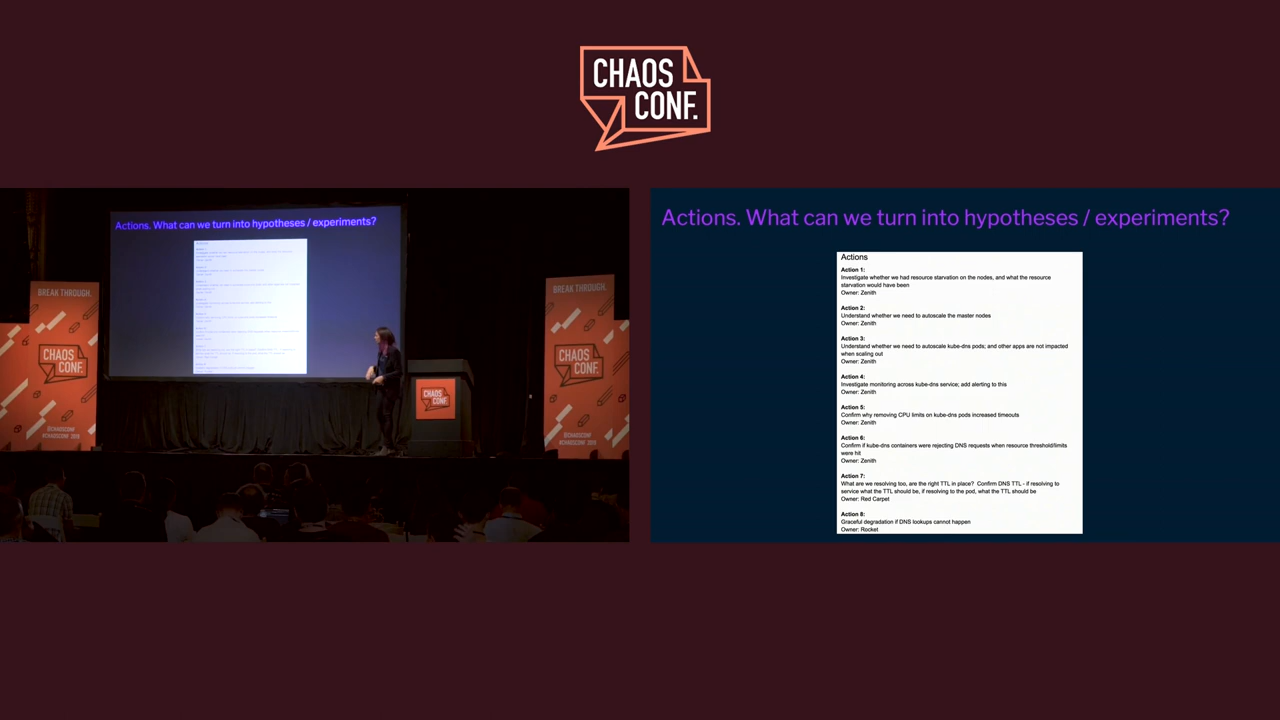 CHAOS
CONF.
Actions. What can we turn into hypotheses / experiments?
Actions
BREAK THROUGH.
CHAOS
CONF.
@CHAOSCONF
#CHAOSCONF 2019
CHAOS
CONF.
BREAK THROUGH.
CHAOS
CONF.
@CHAOSCONF
#CHAOSCONF 2019
Actions. What can we turn into hypotheses / experiments?
Actions
Action 1:
Investigate whether we had resource starvation on the nodes, and what the resource
starvation would have been
Owner: Zenith
Action 2:
Understand whether we need to autoscale the master nodes
Owner: Zenith
Action 3:
Understand whether we need to autoscale kube-dns pods; and other apps are not impacted
when scaling out
Owner: Zenith
Action 4:
Investigate monitoring across kube-dns service; add alerting to this
Owner: Zenith
Action 5:
Confirm why removing CPU limits on kube-dns pods increased timeouts
Owner: Zenith
Action 6:
Confirm if kube-dns containers were rejecting DNS requests when resource threshold/limits
were hit
Owner: Zenith
Action 7:
What are we resolving too, are the right TTL in place? Confirm DNS TTL - if resolving to
service what the TTL should be, if resolving to the pod, what the TTL should be
Owner: Red Carpet
Action 8:
Graceful degradation if DNS lookups cannot happen
Owner: Rocket